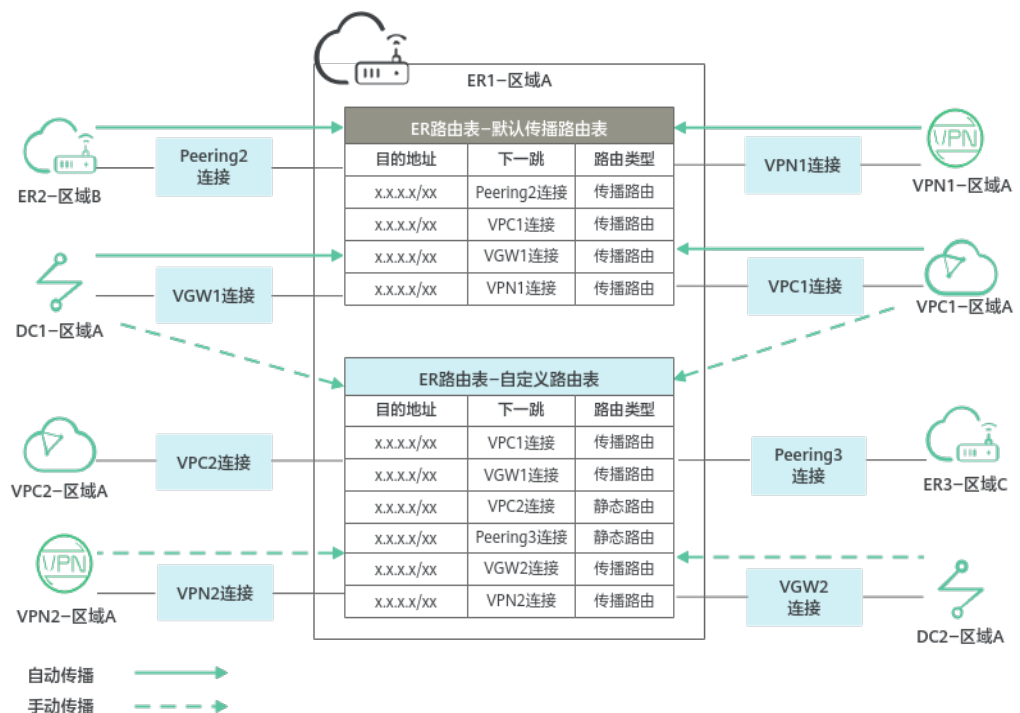 ER1-区域A
ER路由表-默认传播路由表
目的地址 下一跳 路由类型
x.x.x.x/xx Peering2连接 传播路由
x.x.x.x/xx VPC1连接 传播路由
x.x.x.x/xx VGW1连接 传播路由
x.x.x.x/xx VPN1连接 传播路由
ER2-区域B
Peering2
连接
VPN1连接
VPN
VPN1-区域A
DC1-区域A
VGW1连接
VPC1连接
VPC1-区域A
ER路由表-自定义路由表
目的地址 下一跳 路由类型
x.x.x.x/xx VPC1连接 传播路由
x.x.x.x/xx VGW1连接 传播路由
x.x.x.x/xx VPC2连接 静态路由
x.x.x.x/xx Peering3连接 静态路由
x.x.x.x/xx VGW2连接 传播路由
x.x.x.x/xx VPN2连接 传播路由
VPC2-区域A
VPC2连接
Peering3
连接
ER3-区域C
VPN
VPN2-区域A
VPN2连接
VGW2
连接
DC2-区域A
自动传播
手动传播